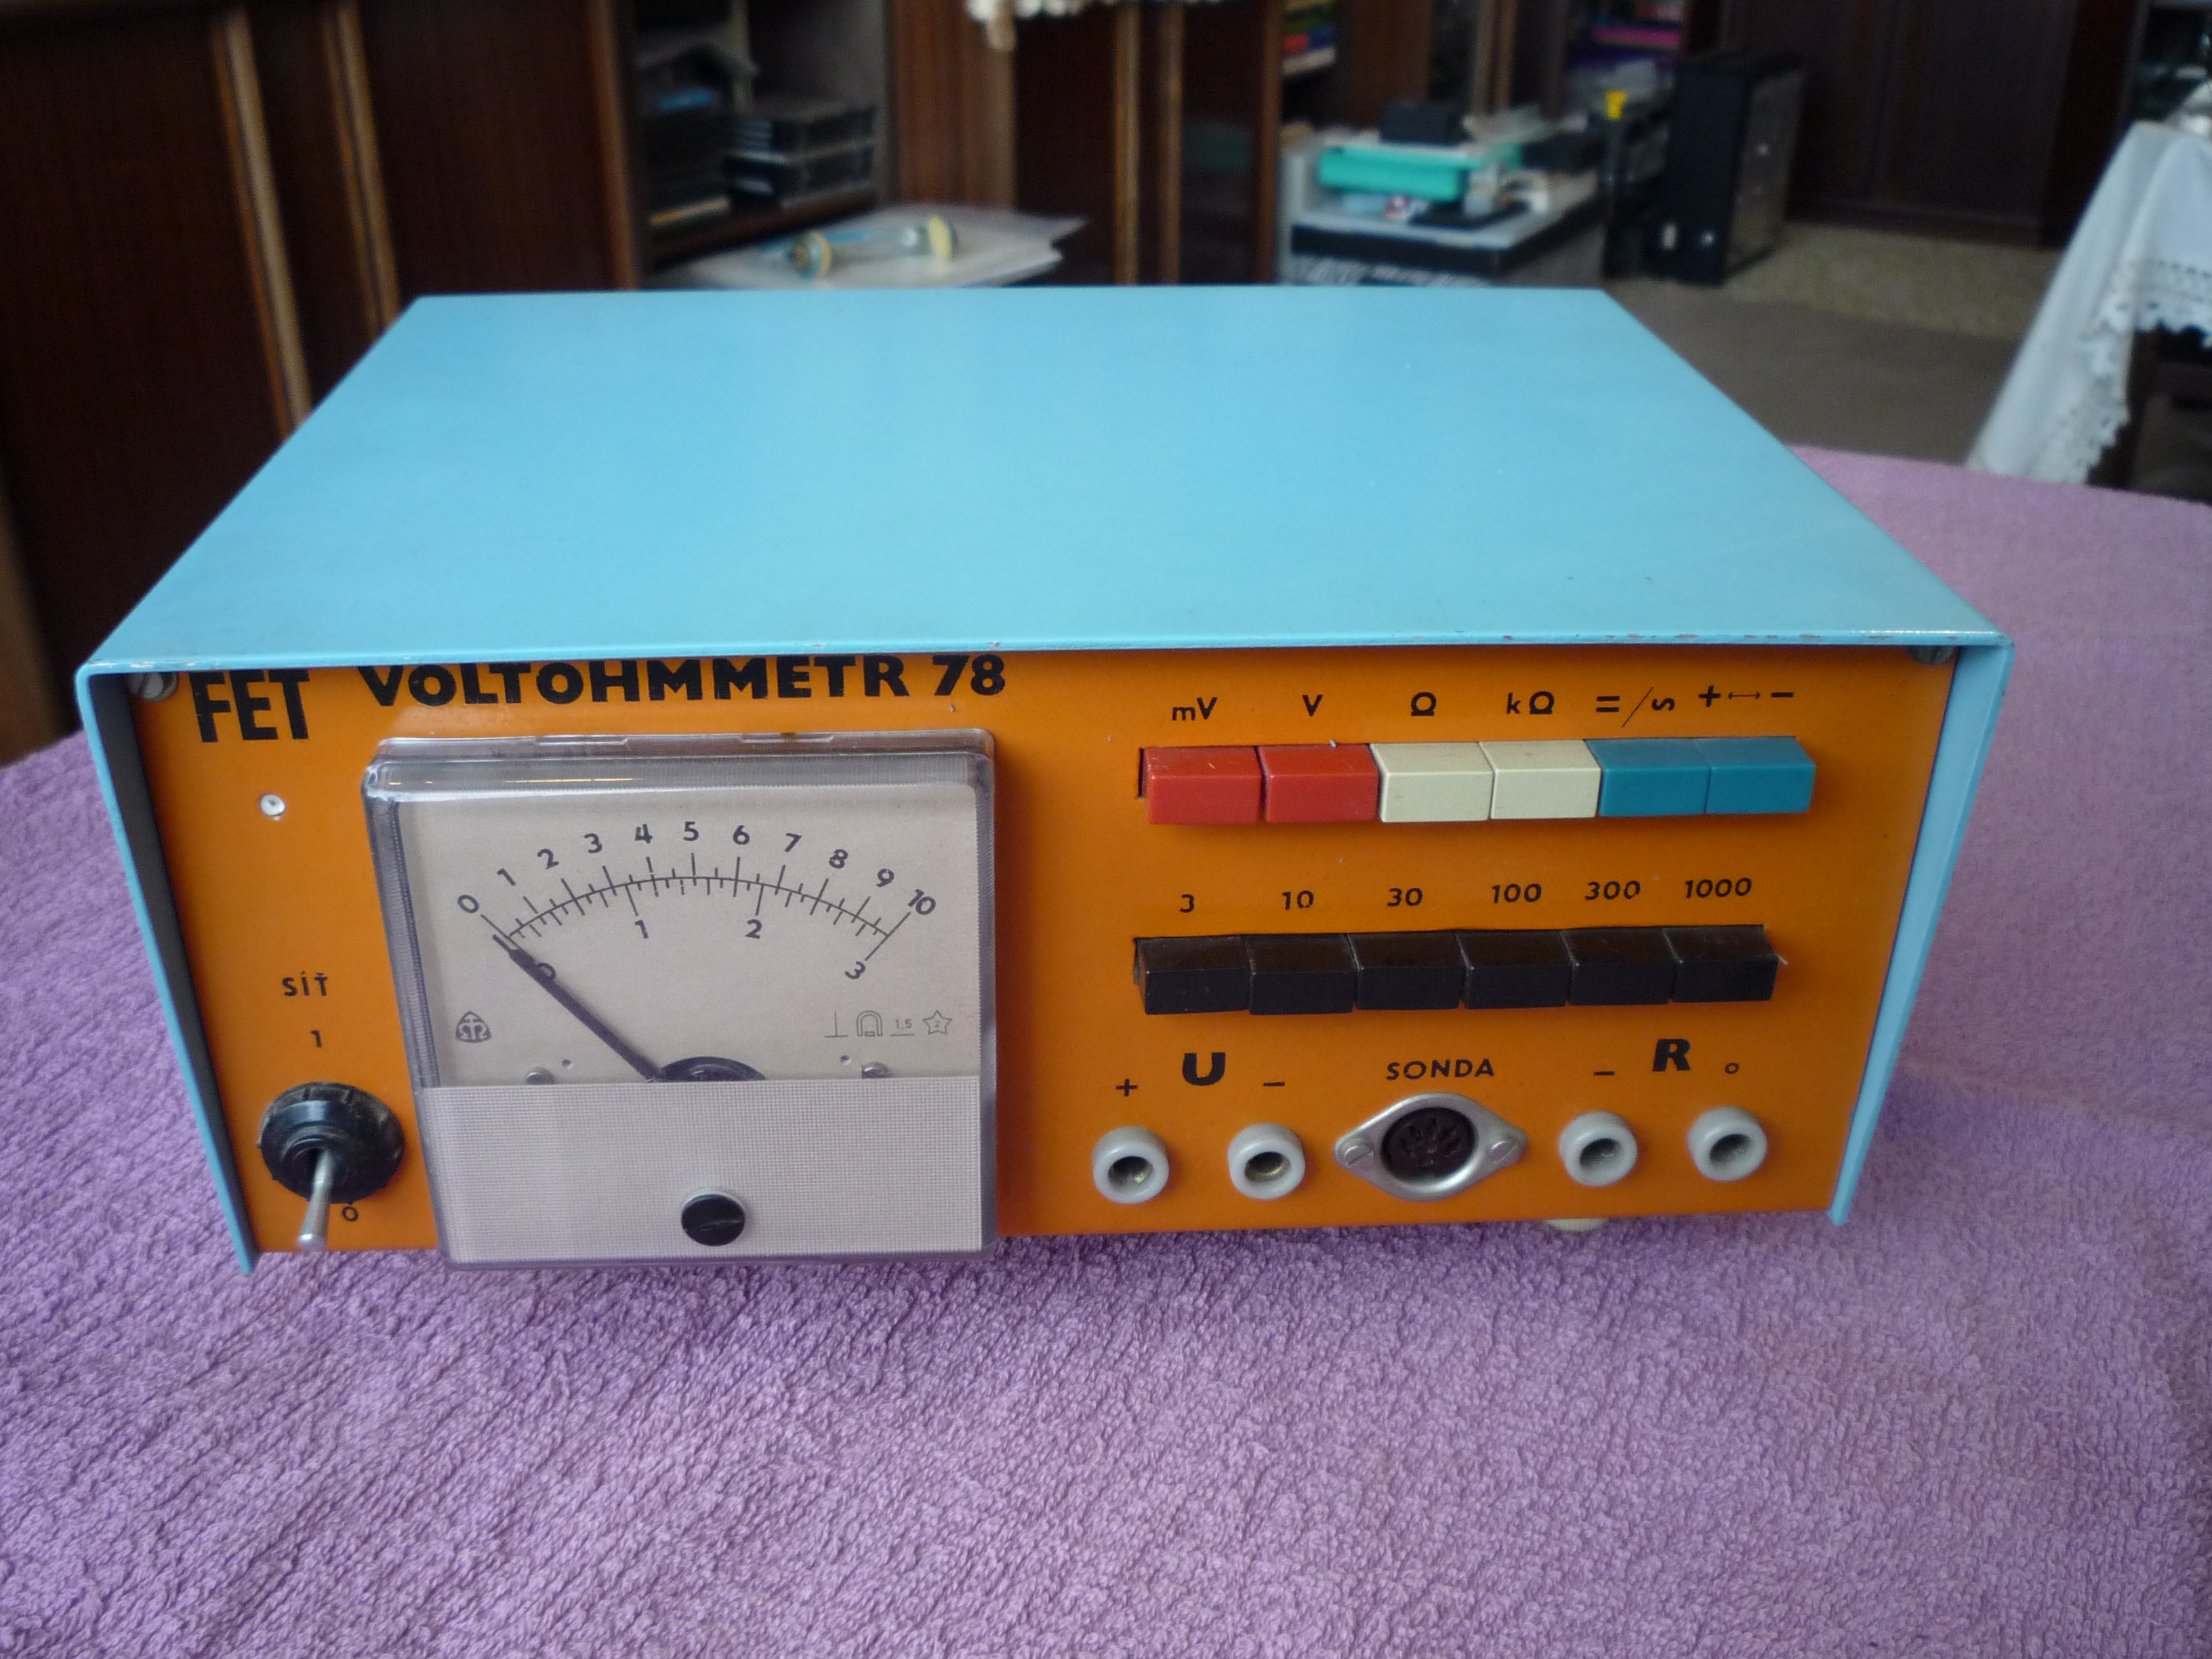 FET VOLTOHMMETR 78
mV V Ω kΩ =/∿ +↔−
0 1 2 3 4 5 6 7 8 9 10
0 1 2 3
1,5 2
3 10 30 100 300 1000
SÍŤ
1
0
+ U − SONDA − R o